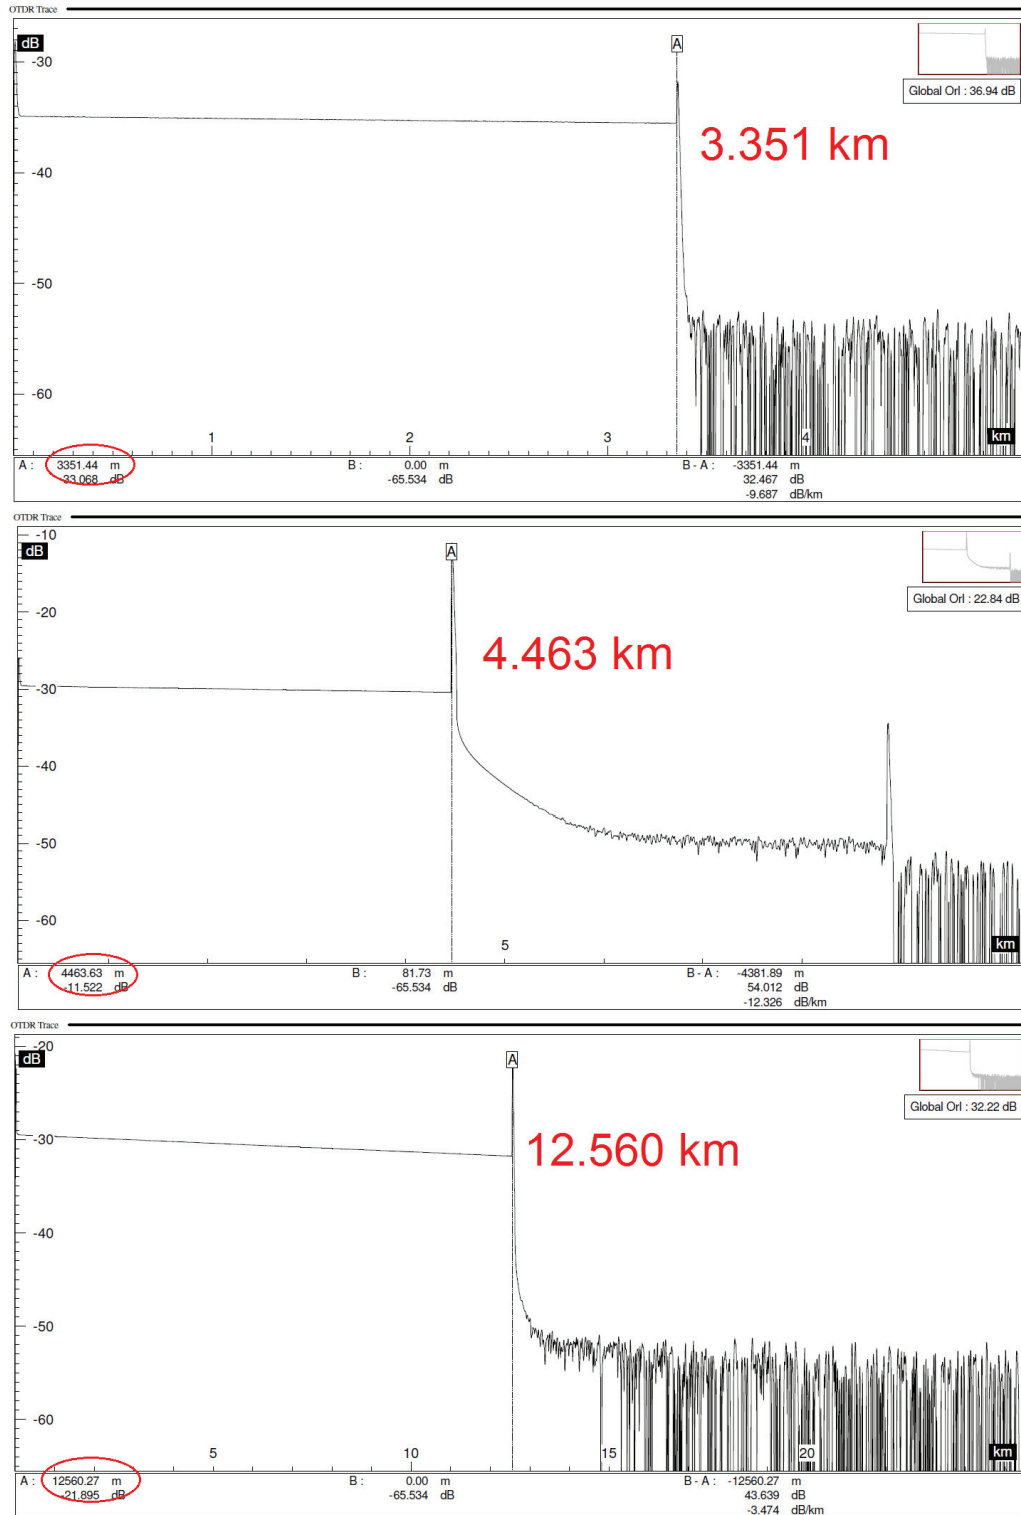 OTDR Trace
dB
A
Global Orl : 36.94 dB
-30
3.351 km
-40
-50
-60
1 2 3 4 km
A : 3351.44 m B : 0.00 m B - A : -3351.44 m
-33.068 dB -65.534 dB 32.467 dB
-9.687 dB/km
OTDR Trace
-10
dB
A
Global Orl : 22.84 dB
-20
4.463 km
-30
-40
-50
-60
5 km
A : 4463.63 m B : 81.73 m B - A : -4381.89 m
-11.522 dB -65.534 dB 54.012 dB
-12.326 dB/km
OTDR Trace
-20
dB
A
Global Orl : 32.22 dB
-30
12.560 km
-40
-50
-60
5 10 15 20 km
A : 12560.27 m B : 0.00 m B - A : -12560.27 m
-21.895 dB -65.534 dB 43.639 dB
-3.474 dB/km